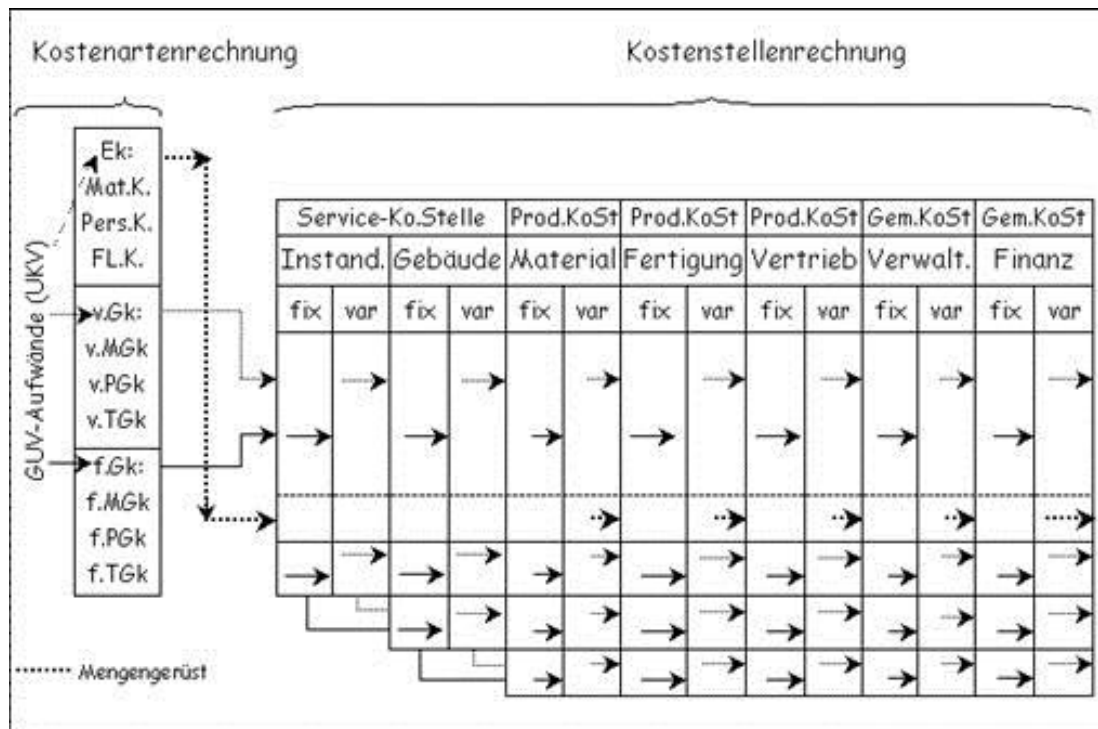 Kostenartenrechnung
Kostenstellenrechnung
GUV-Aufwände (UKV)
Ek:
Mat.K.
Pers.K.
FL.K.
v.Gk:
v.MGk
v.PGk
v.TGk
f.Gk:
f.MGk
f.PGk
f.TGk
Service-Ko.Stelle Prod.KoSt Prod.KoSt Prod.KoSt Gem.KoSt Gem.KoSt
Instand. Gebäude Material Fertigung Vertrieb Verwalt. Finanz
fix var fix var fix var fix var fix var fix var fix var
Mengengerüst